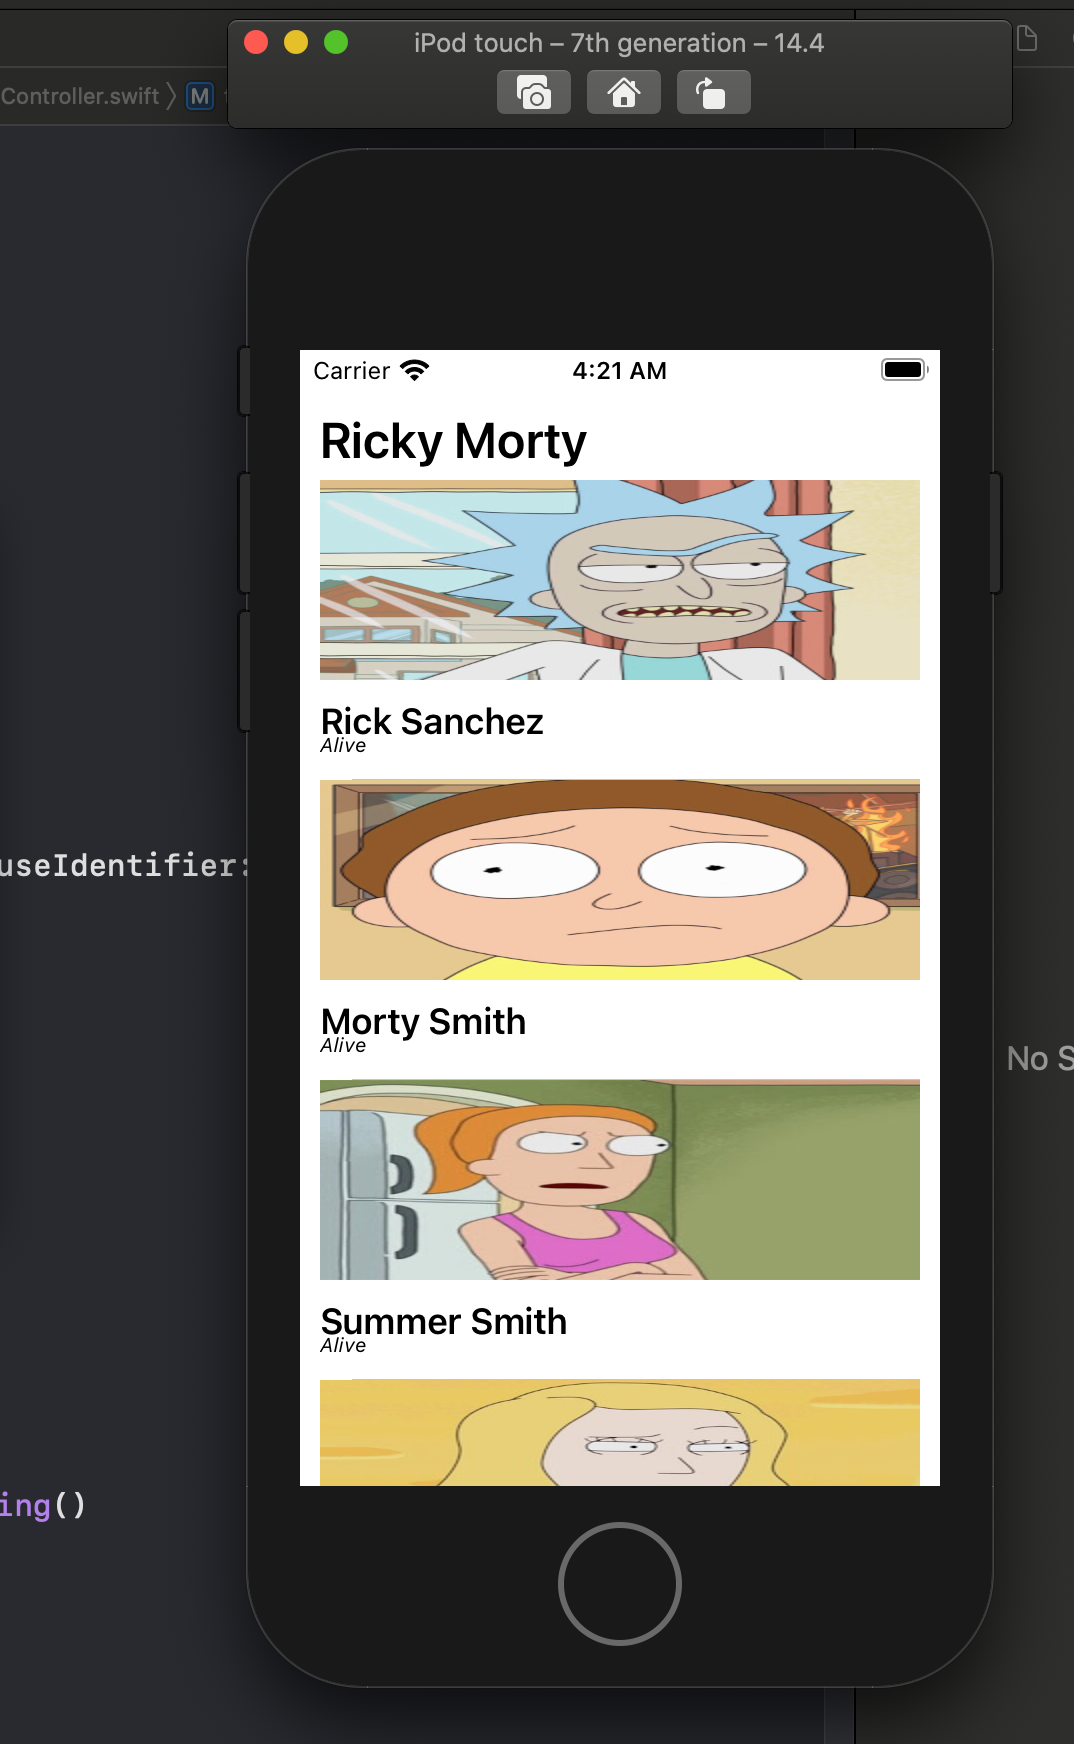 iPod touch – 7th generation – 14.4
Controller.swift
M
Carrier
4:21 AM
Ricky Morty
Rick Sanchez
Alive
useIdentifier:
Morty Smith
Alive
No S
Summer Smith
Alive
ing()